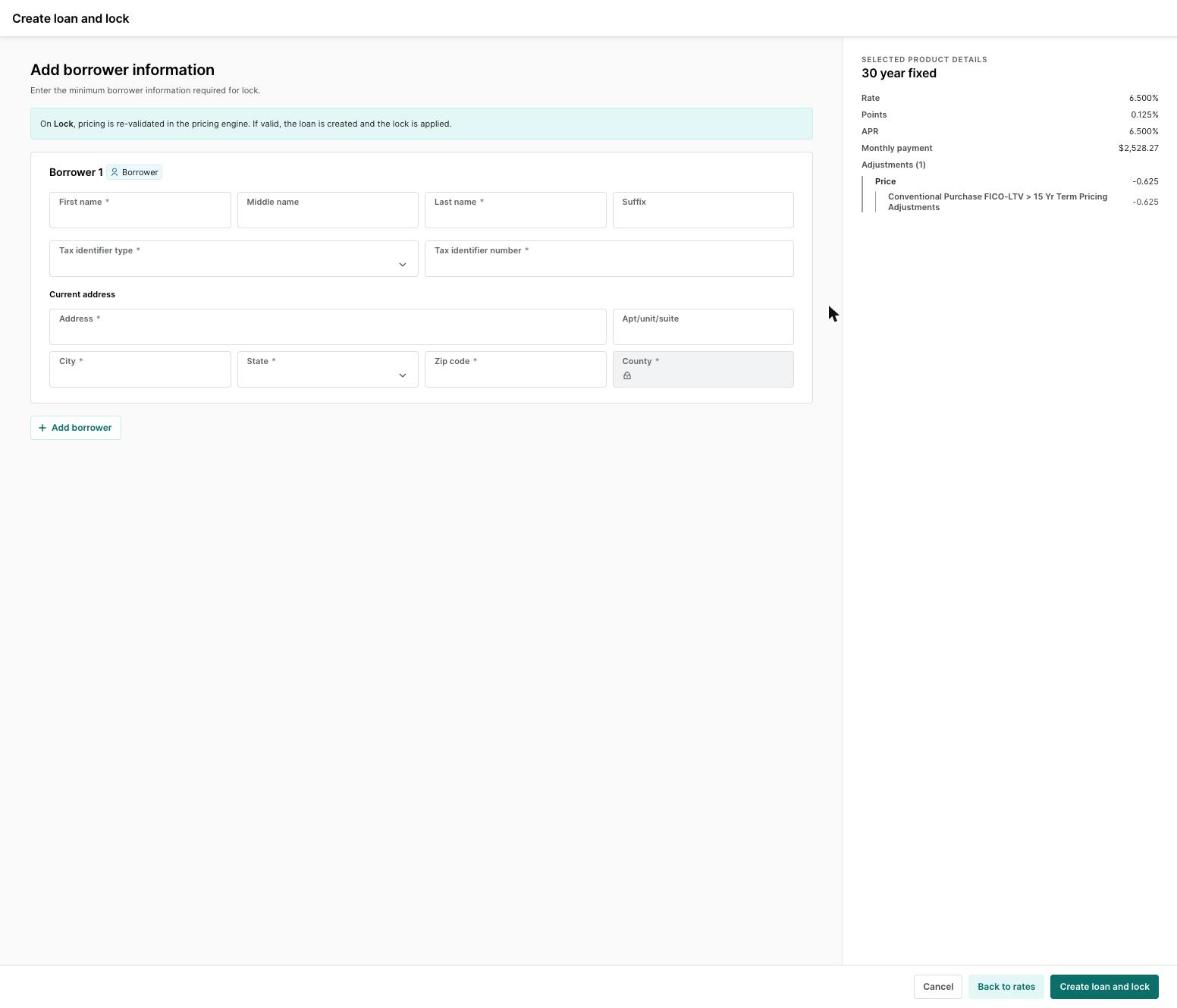 Create loan and lock
Add borrower information
Enter the minimum borrower information required for lock.
On Lock, pricing is re-validated in the pricing engine. If valid, the loan is created and the lock is applied.
Borrower 1 Borrower
First name * Middle name Last name * Suffix
Tax identifier type * Tax identifier number *
Current address
Address * Apt/unit/suite
City * State * Zip code * County *
+ Add borrower
SELECTED PRODUCT DETAILS
30 year fixed
Rate 6.500%
Points 0.125%
APR 6.500%
Monthly payment $2,528.27
Adjustments (1)
Price -0.625
Conventional Purchase FICO-LTV > 15 Yr Term Pricing -0.625
Adjustments
Cancel Back to rates Create loan and lock